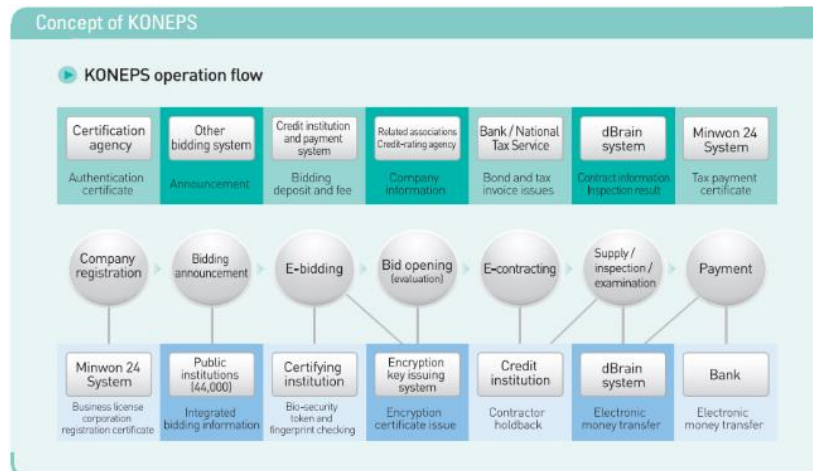 Concept of KONEPS
KONEPS operation flow
Certification
agency
Authentication
certificate
Other
bidding system
Announcement
Credit institution
and payment
system
Bidding
deposit and fee
Related associations
Credit-rating agency
Company
information
Bank / National
Tax Service
Bond and tax
invoice issues
dBrain
system
Contract information
Inspection result
Minwon 24
System
Tax payment
certificate
Company
registration
Bidding
announcement
E-bidding
Bid opening
(evaluation)
E-contracting
Supply /
inspection /
examination
Payment
Minwon 24
System
Business license
corporation
registration certificate
Public
institutions
(44,000)
Integrated
bidding information
Certifying
institution
Bio-security
token and
fingerprint checking
Encryption
key issuing
system
Encryption
certificate issue
Credit
institution
Contractor
holdback
dBrain
system
Electronic
money transfer
Bank
Electronic
money transfer